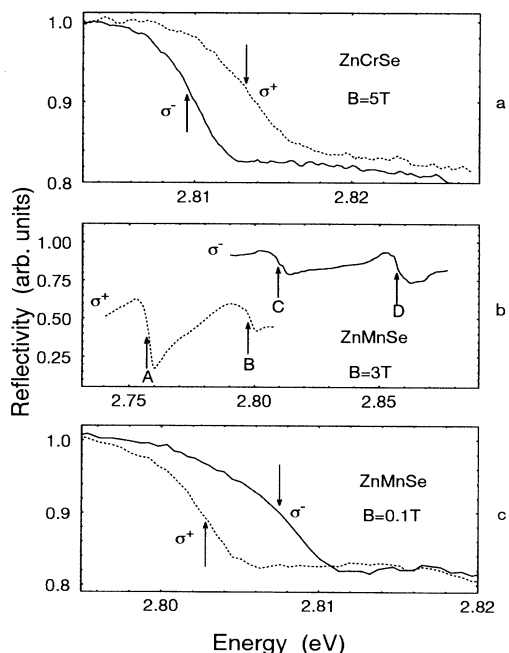 1.0
0.9
0.8
ZnCrSe
B=5T
σ⁻
σ⁺
a
2.81
2.82
1.00
0.75
0.50
0.25
σ⁻
σ⁺
A
B
C
D
ZnMnSe
B=3T
b
2.75
2.80
2.85
1.0
0.9
0.8
ZnMnSe
B=0.1T
σ⁻
σ⁺
c
2.80
2.81
2.82
Reflectivity (arb. units)
Energy (eV)